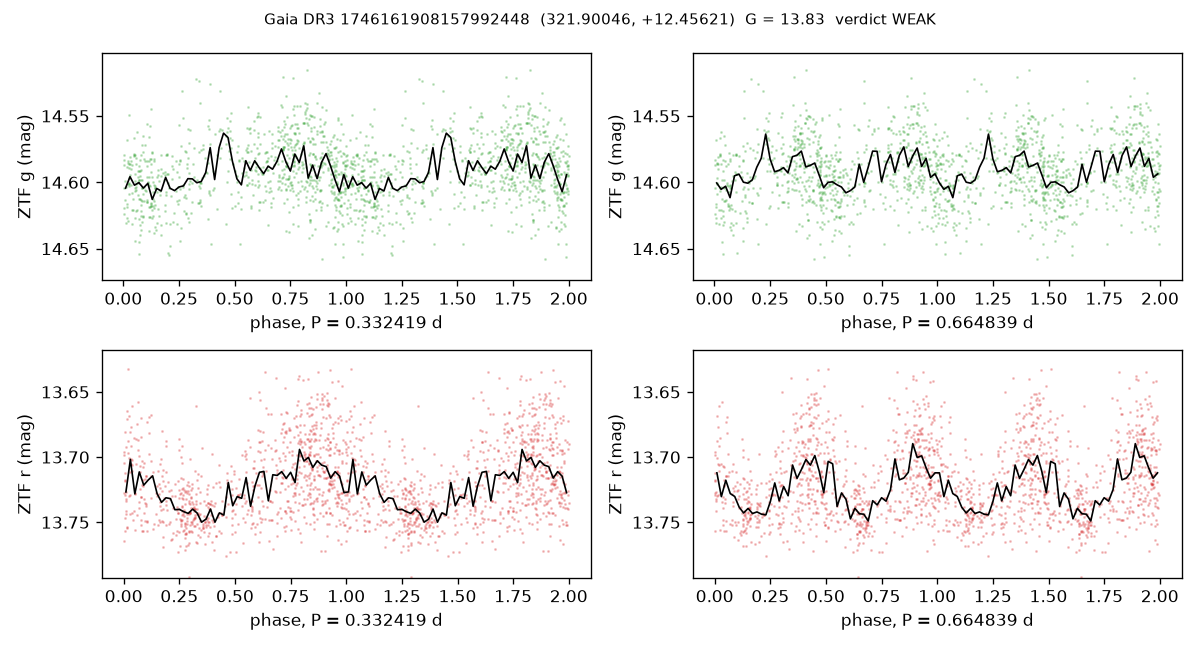 Gaia DR3 1746161908157992448  (321.90046, +12.45621)  G = 13.83  verdict WEAK
ZTF g (mag)
14.55
14.60
14.65
0.00 0.25 0.50 0.75 1.00 1.25 1.50 1.75 2.00
phase, P = 0.332419 d
ZTF g (mag)
14.55
14.60
14.65
0.00 0.25 0.50 0.75 1.00 1.25 1.50 1.75 2.00
phase, P = 0.664839 d
ZTF r (mag)
13.65
13.70
13.75
0.00 0.25 0.50 0.75 1.00 1.25 1.50 1.75 2.00
phase, P = 0.332419 d
ZTF r (mag)
13.65
13.70
13.75
0.00 0.25 0.50 0.75 1.00 1.25 1.50 1.75 2.00
phase, P = 0.664839 d